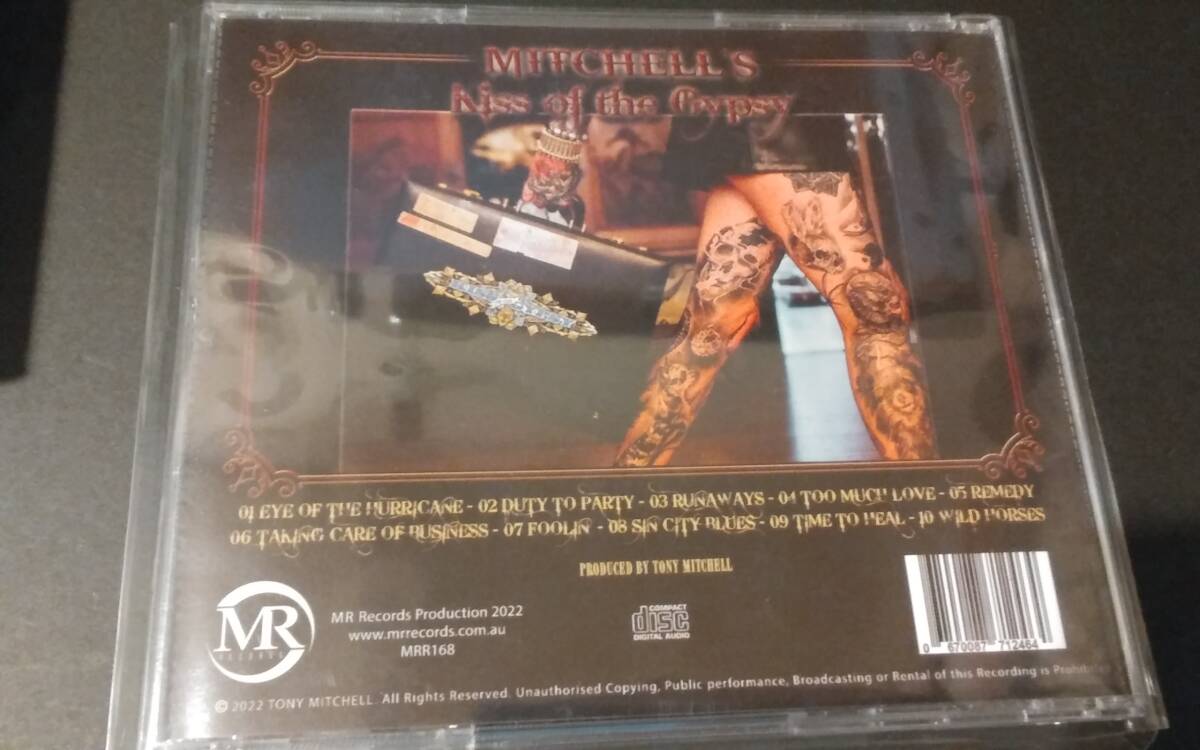 MITCHELL'S
Kiss of the Gypsy
01 EYE OF THE HURRICANE - 02 DUTY TO PARTY - 03 RUNAWAYS - 04 TOO MUCH LOVE - 05 REMEDY
06 TAKING CARE OF BUSINESS - 07 FOOLIN' - 08 SIN CITY BLUES - 09 TIME TO HEAL - 10 WILD HORSES
PRODUCED BY TONY MITCHELL
MR
RECORDS
MR Records Production 2022
www.mrrecords.com.au
MRR168
COMPACT
disc
DIGITAL AUDIO
0 670087 712464
© 2022 TONY MITCHELL. All Rights Reserved. Unauthorised Copying, Public performance, Broadcasting or Rental of this Recording is Prohibited